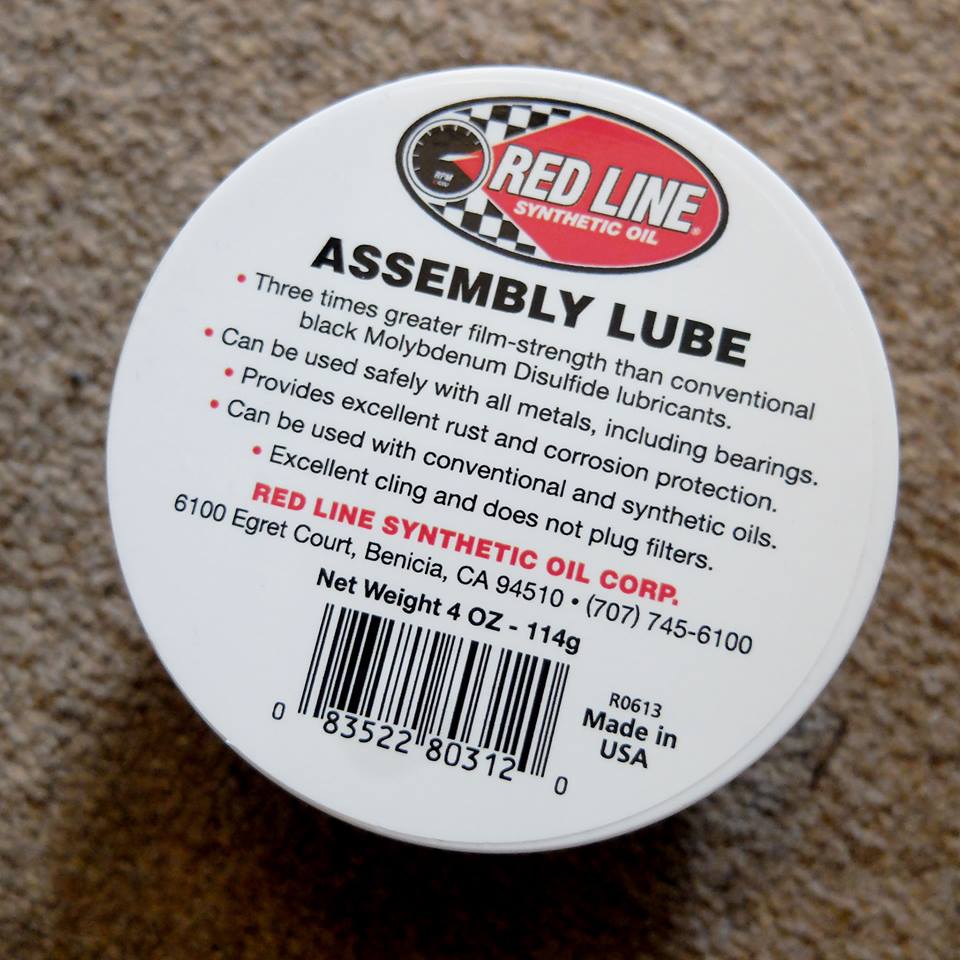 RPM
RED LINE®
SYNTHETIC OIL
ASSEMBLY LUBE
• Three times greater film-strength than conventional
black Molybdenum Disulfide lubricants.
• Can be used safely with all metals, including bearings.
• Provides excellent rust and corrosion protection.
• Can be used with conventional and synthetic oils.
• Excellent cling and does not plug filters.
RED LINE SYNTHETIC OIL CORP.
6100 Egret Court, Benicia, CA 94510 • (707) 745-6100
Net Weight 4 OZ - 114g
0 83522 80312 0
R0613
Made in
USA